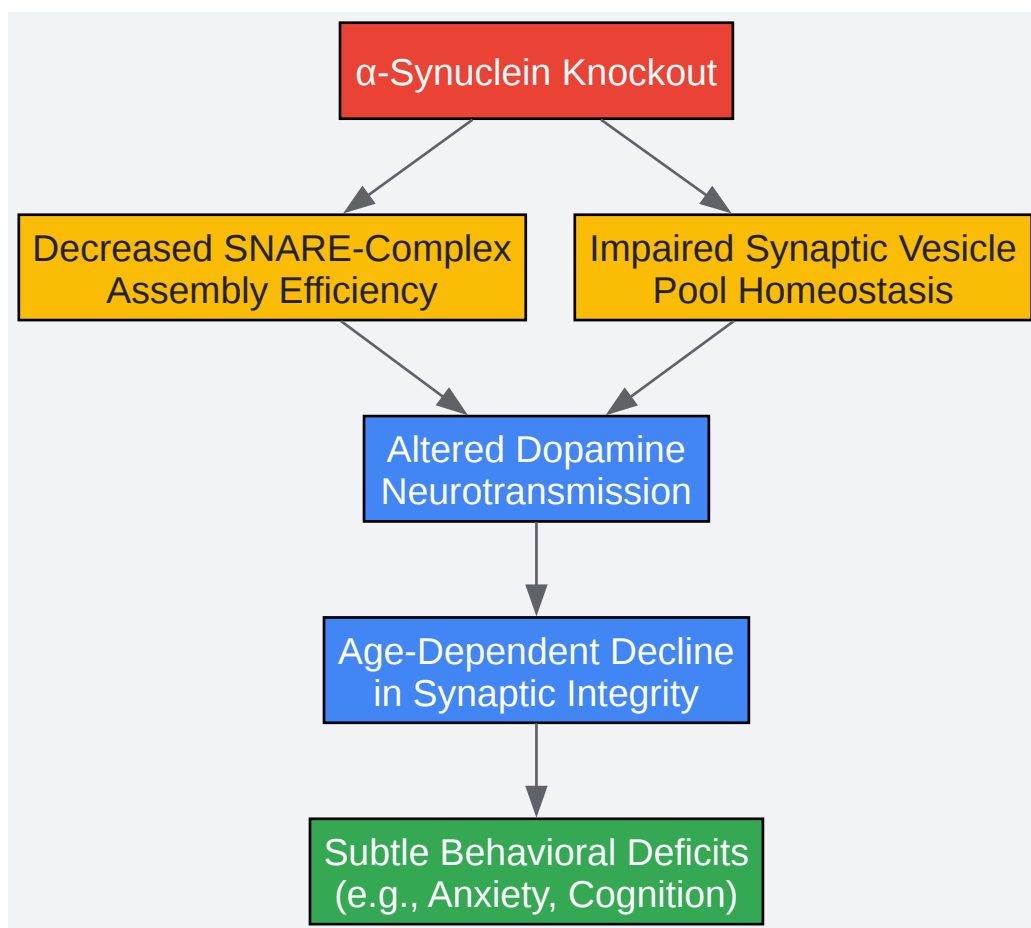 α-Synuclein Knockout
Decreased SNARE-Complex
Assembly Efficiency
Impaired Synaptic Vesicle
Pool Homeostasis
Altered Dopamine
Neurotransmission
Age-Dependent Decline
in Synaptic Integrity
Subtle Behavioral Deficits
(e.g., Anxiety, Cognition)